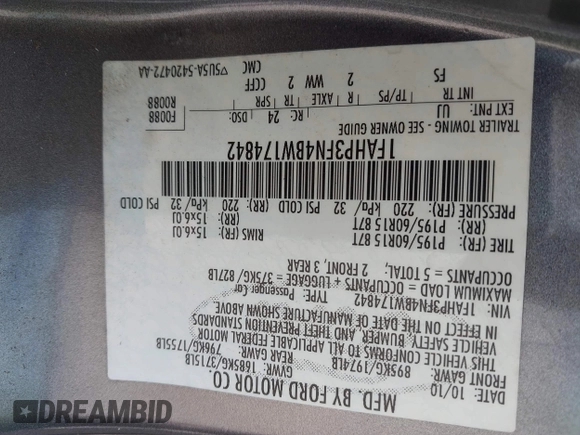 MFD. BY FORD MOTOR CO.
10/10
GVWR: 1685KG/3715LB
FRONT GAWR: 895KG/1974LB
REAR GAWR: 796KG/1755LB
THIS VEHICLE CONFORMS TO ALL APPLICABLE FEDERAL MOTOR
VEHICLE SAFETY, BUMPER, AND THEFT PREVENTION STANDARDS
IN EFFECT ON THE DATE OF MANUFACTURE SHOWN ABOVE
VIN: 1FAHP3FN4BW174842
TYPE: Passenger Car
MAXIMUM LOAD = OCCUPANTS + LUGGAGE = 375KG/ 827LB
OCCUPANTS = 5 TOTAL, 2 FRONT, 3 REAR
TIRE (FR): P195/60R15 87T RIMS 15x6.0J
(RR): P195/60R15 87T (RR): 15x6.0J
PRESSURE (FR): 220 kPa/ 32 PSI COLD (RR): 220 kPa/ 32 PSI COLD
1FAHP3FN4BW174842
TRAILER TOWING - SEE OWNER GUIDE
EXT PNT: UJ RC: 24 DSO: F0088
R0088
INT TR TP/PS AXLE TR SPR
FS 2 WW 2 CCFF
CMC
5U5A-5420472-AA
DREAMBID